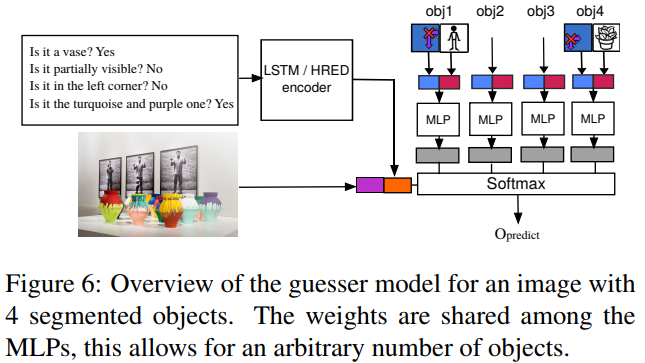 obj1 obj2 obj3 obj4
Is it a vase? Yes
Is it partially visible? No
Is it in the left corner? No
Is it the turquoise and purple one? Yes
LSTM / HRED
encoder
MLP MLP MLP MLP
Softmax
Opredict
Figure 6: Overview of the guesser model for an image with
4 segmented objects. The weights are shared among the
MLPs, this allows for an arbitrary number of objects.